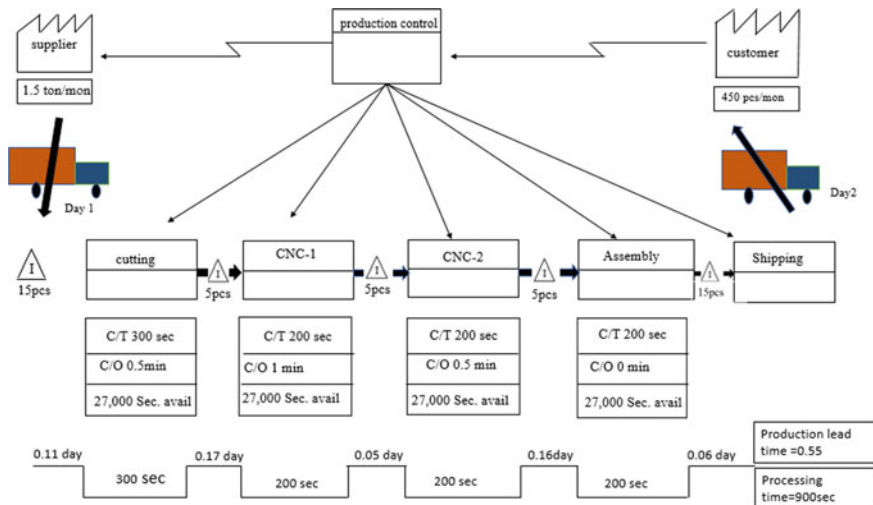 production control
supplier
customer
1.5 ton/mon
450 pcs/mon
Day 1
Day2
I
15pcs
cutting
I
5pcs
CNC-1
I
5pcs
CNC-2
I
5pcs
Assembly
I
15pcs
Shipping
C/T 300 sec
C/O 0.5min
27,000 Sec. avail
C/T 200 sec
C/O 1 min
27,000 Sec. avail
C/T 200 sec
C/O 0.5 min
27,000 Sec. avail
C/T 200 sec
C/O 0 min
27,000 Sec. avail
0.11 day
300 sec
0.17 day
200 sec
0.05 day
200 sec
0.16day
200 sec
0.06 day
Production lead
time =0.55
Processing
time=900sec